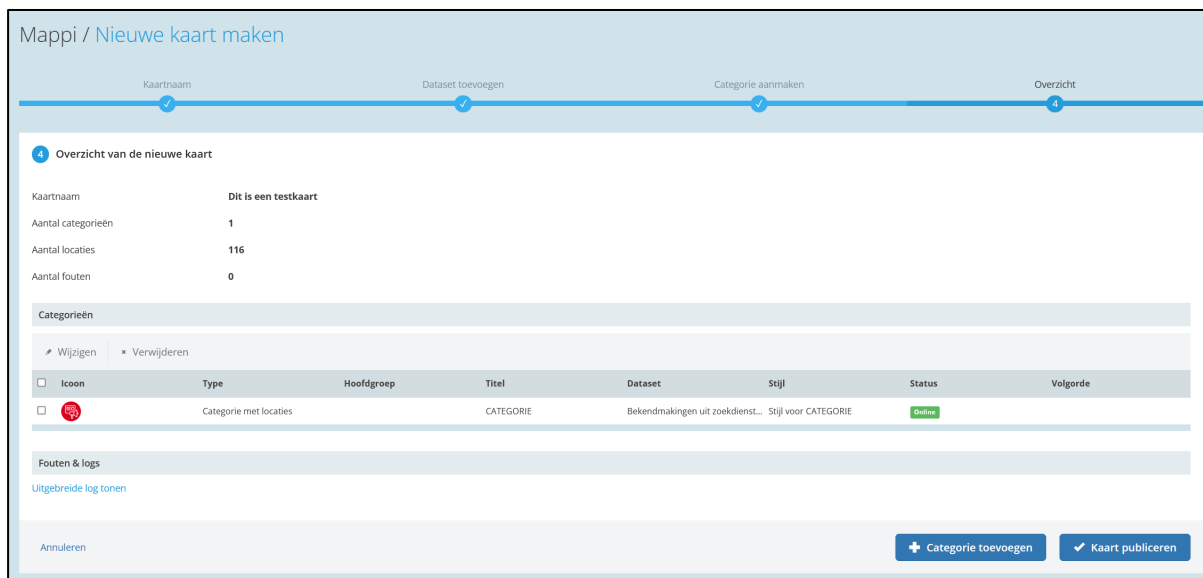 Mappi / Nieuwe kaart maken
Kaartnaam Dataset toevoegen Categorie aanmaken Overzicht
4
4 Overzicht van de nieuwe kaart
Kaartnaam Dit is een testkaart
Aantal categorieën 1
Aantal locaties 116
Aantal fouten 0
Categorieën
Wijzigen Verwijderen
Icoon Type Hoofdgroep Titel Dataset Stijl Status Volgorde
Categorie met locaties CATEGORIE Bekendmakingen uit zoekdienst... Stijl voor CATEGORIE Online
Fouten & logs
Uitgebreide log tonen
Annuleren Categorie toevoegen Kaart publiceren